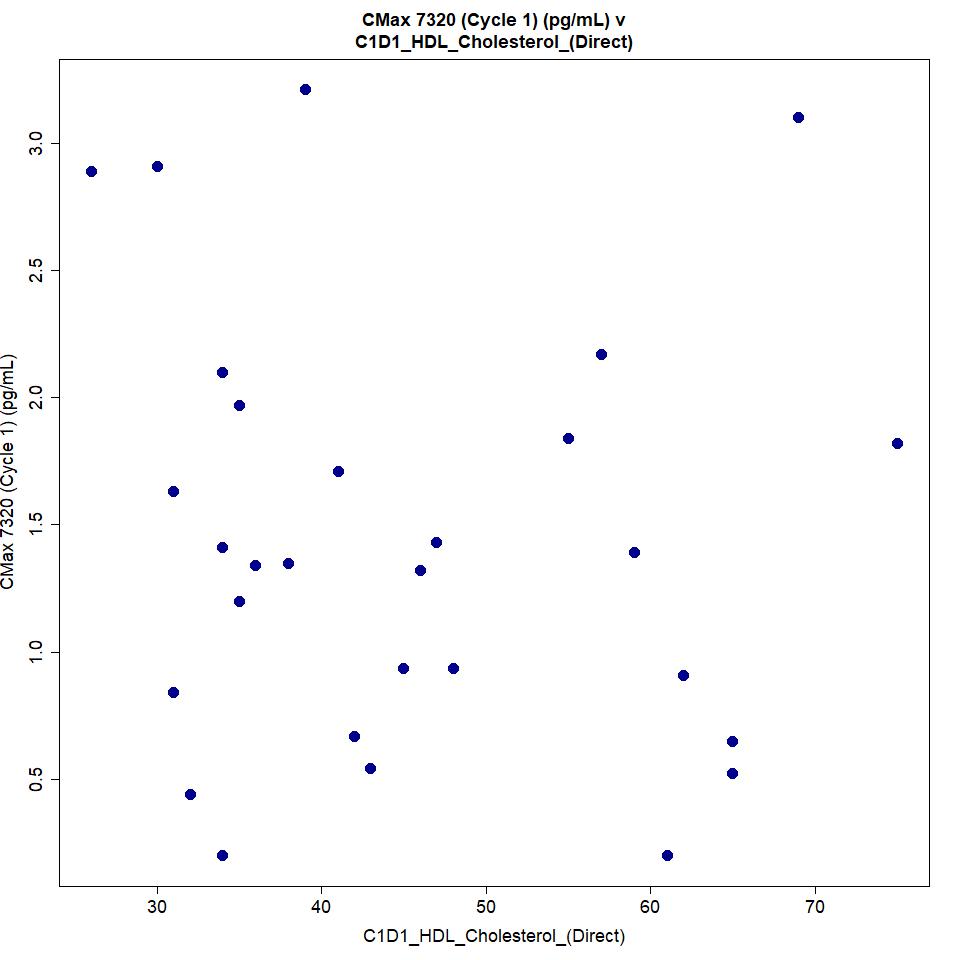 CMax 7320 (Cycle 1) (pg/mL) v
C1D1_HDL_Cholesterol_(Direct)
CMax 7320 (Cycle 1) (pg/mL)
3.0
2.5
2.0
1.5
1.0
0.5
30 40 50 60 70
C1D1_HDL_Cholesterol_(Direct)